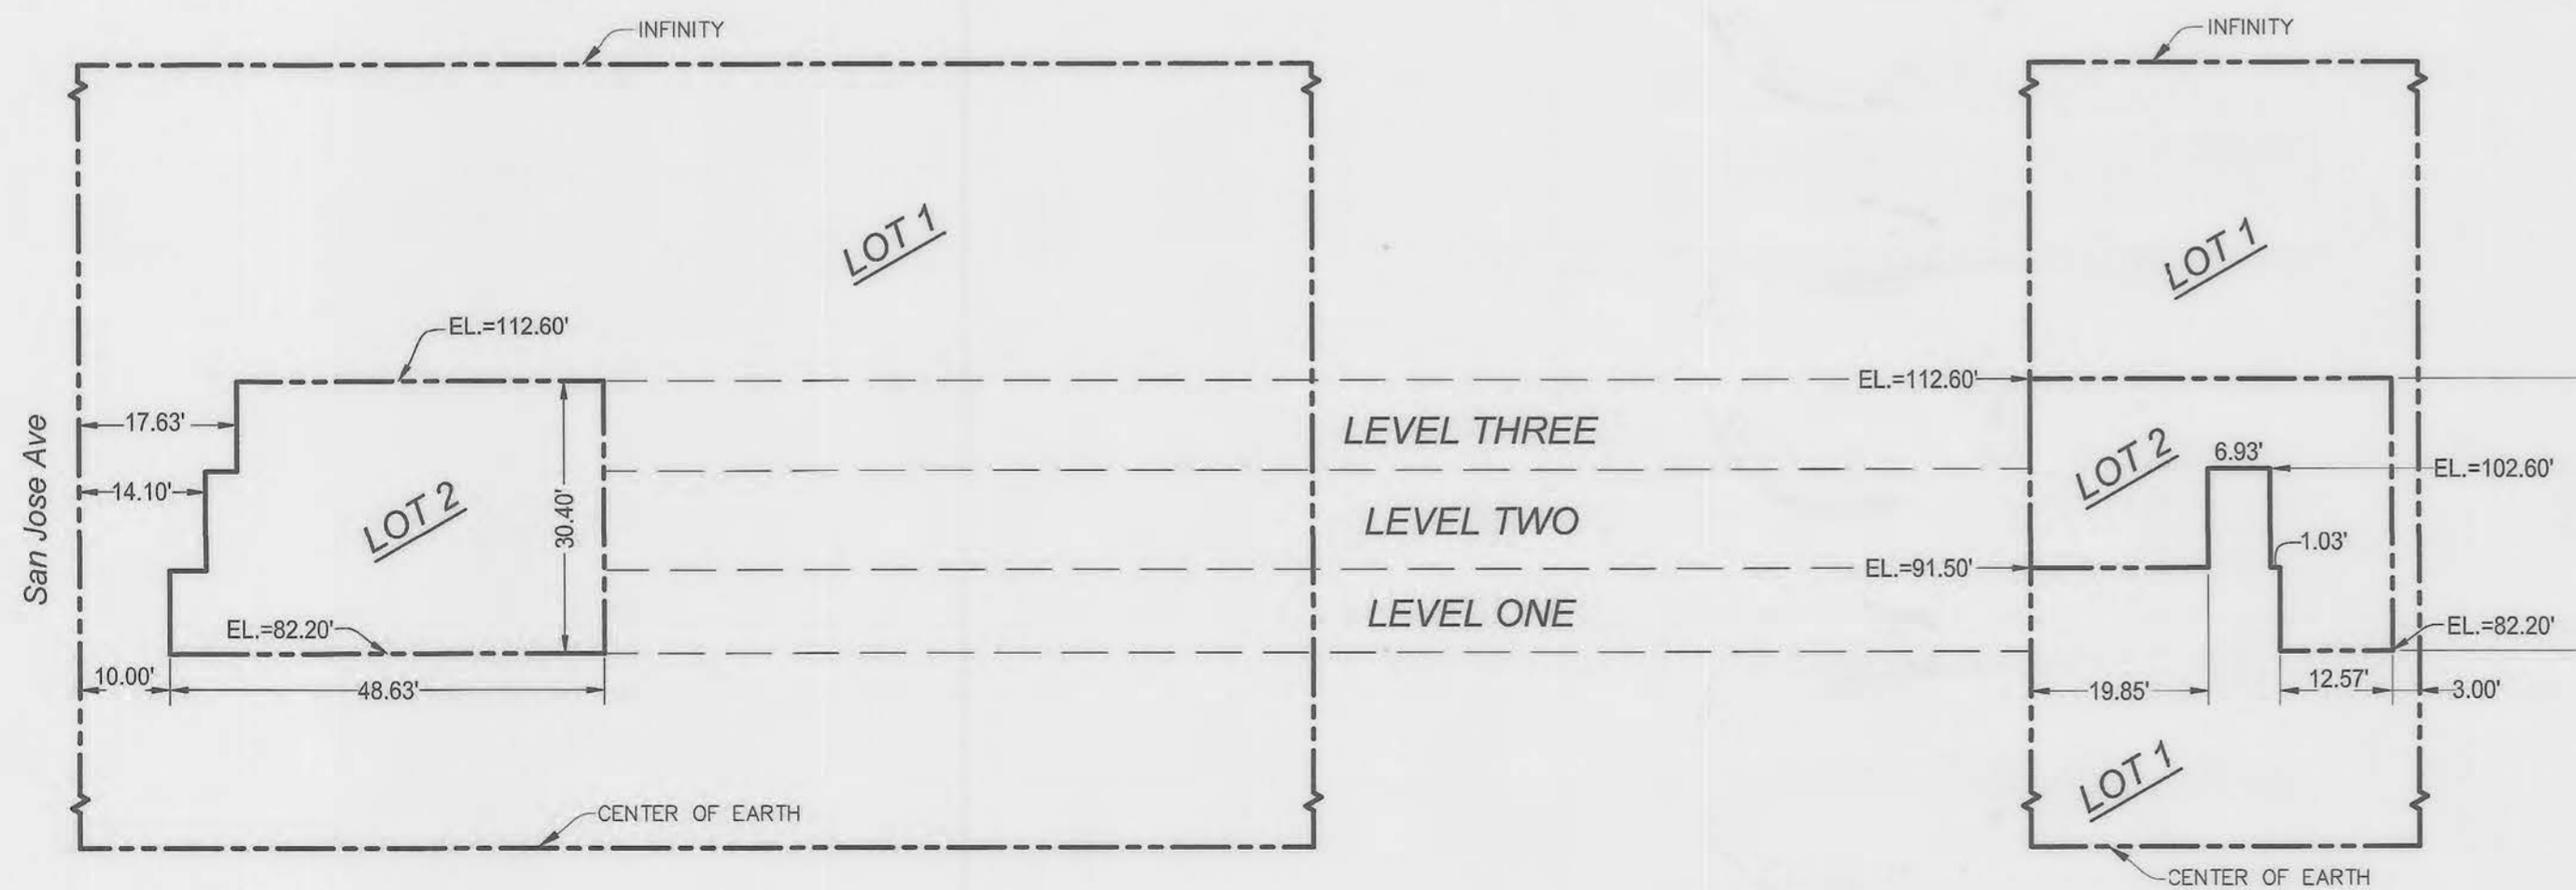 INFINITY
LOT 1
EL.=112.60'
17.63'
14.10'
San Jose Ave
LOT 2
30.40'
EL.=82.20'
10.00'
48.63'
CENTER OF EARTH
LEVEL THREE
LEVEL TWO
LEVEL ONE
INFINITY
LOT 1
EL.=112.60'
LOT 2
6.93'
EL.=102.60'
1.03'
EL.=91.50'
EL.=82.20'
19.85'
12.57'
3.00'
LOT 1
CENTER OF EARTH